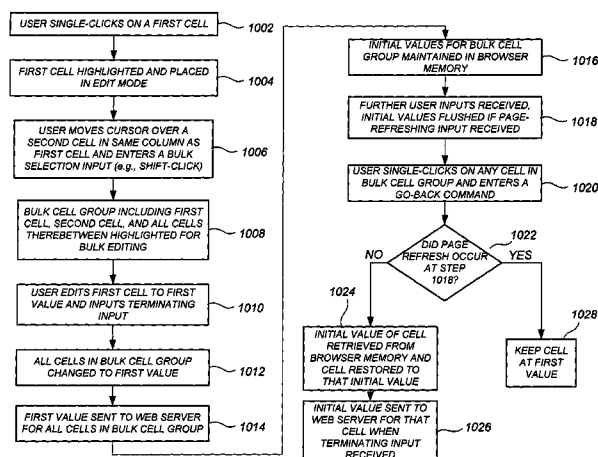 USER SINGLE-CLICKS ON A FIRST CELL
1002
FIRST CELL HIGHLIGHTED AND PLACED
IN EDIT MODE
1004
USER MOVES CURSOR OVER A
SECOND CELL IN SAME COLUMN AS
FIRST CELL AND ENTERS A BULK
SELECTION INPUT (e.g., SHIFT-CLICK)
1006
BULK CELL GROUP INCLUDING FIRST
CELL, SECOND CELL, AND ALL CELLS
THEREBETWEEN HIGHLIGHTED FOR
BULK EDITING
1008
USER EDITS FIRST CELL TO FIRST
VALUE AND INPUTS TERMINATING
INPUT
1010
ALL CELLS IN BULK CELL GROUP
CHANGED TO FIRST VALUE
1012
FIRST VALUE SENT TO WEB SERVER
FOR ALL CELLS IN BULK CELL GROUP
1014
INITIAL VALUES FOR BULK CELL
GROUP MAINTAINED IN BROWSER
MEMORY
1016
FURTHER USER INPUTS RECEIVED,
INITIAL VALUES FLUSHED IF PAGE-
REFRESHING INPUT RECEIVED
1018
USER SINGLE-CLICKS ON ANY CELL IN
BULK CELL GROUP AND ENTERS A
GO-BACK COMMAND
1020
DID PAGE
REFRESH OCCUR
AT STEP
1018?
1022
NO
YES
1024
INITIAL VALUE OF CELL
RETRIEVED FROM
BROWSER MEMORY AND
CELL RESTORED TO
THAT INITIAL VALUE
INITIAL VALUE SENT TO
WEB SERVER FOR THAT
CELL WHEN
TERMINATING INPUT
RECEIVED
1026
1028
KEEP CELL
AT FIRST
VALUE